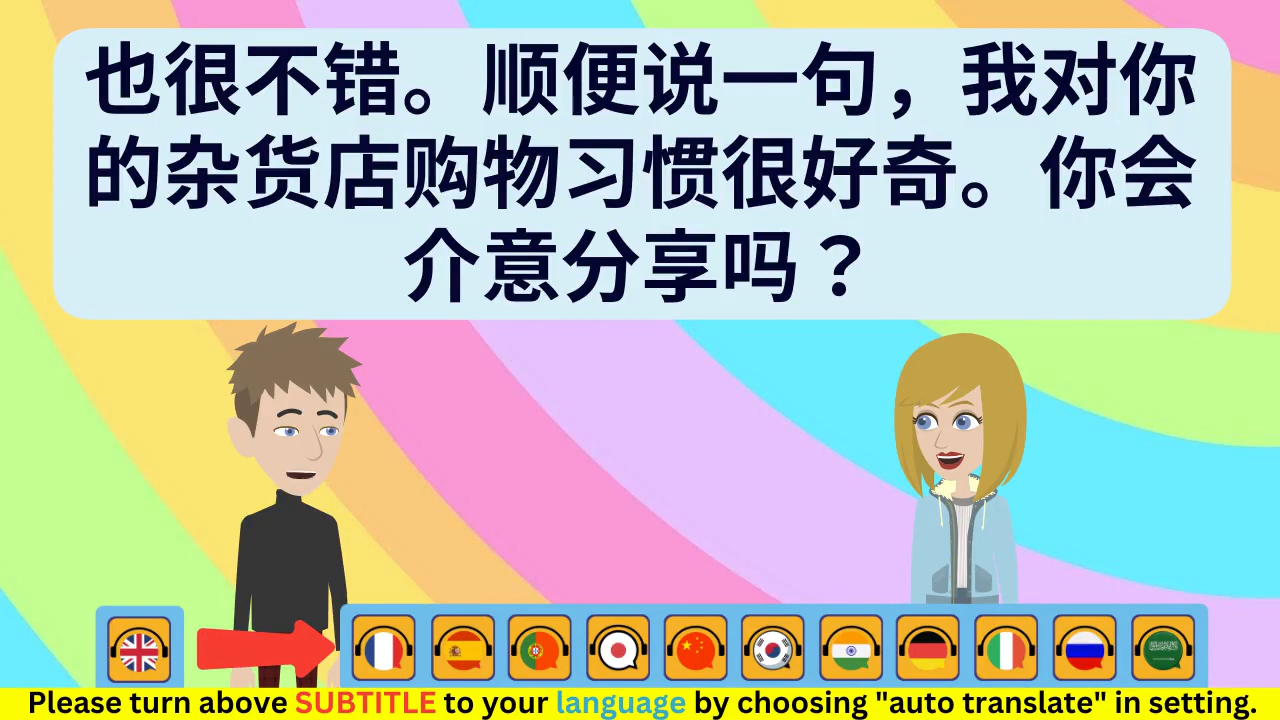 也很不错。顺便说一句，我对你
的杂货店购物习惯很好奇。你会
介意分享吗？
Please turn above SUBTITLE to your language by choosing "auto translate" in setting.